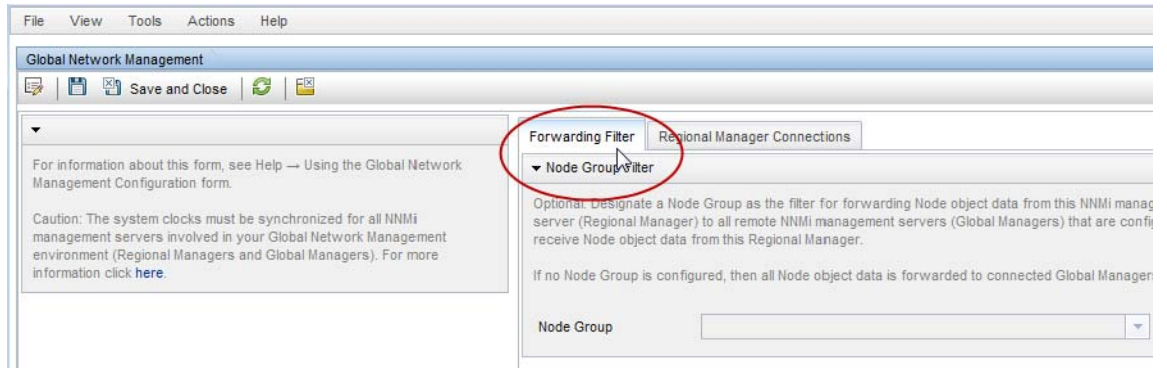 File View Tools Actions Help
Global Network Management
Save and Close
Forwarding Filter Regional Manager Connections
For information about this form, see Help → Using the Global Network
Management Configuration form.
Caution: The system clocks must be synchronized for all NNMi
management servers involved in your Global Network Management
environment (Regional Managers and Global Managers). For more
information click here.
Node Group Filter
Optional: Designate a Node Group as the filter for forwarding Node object data from this NNMi manag
server (Regional Manager) to all remote NNMi management servers (Global Managers) that are config
receive Node object data from this Regional Manager.
If no Node Group is configured, then all Node object data is forwarded to connected Global Managers
Node Group